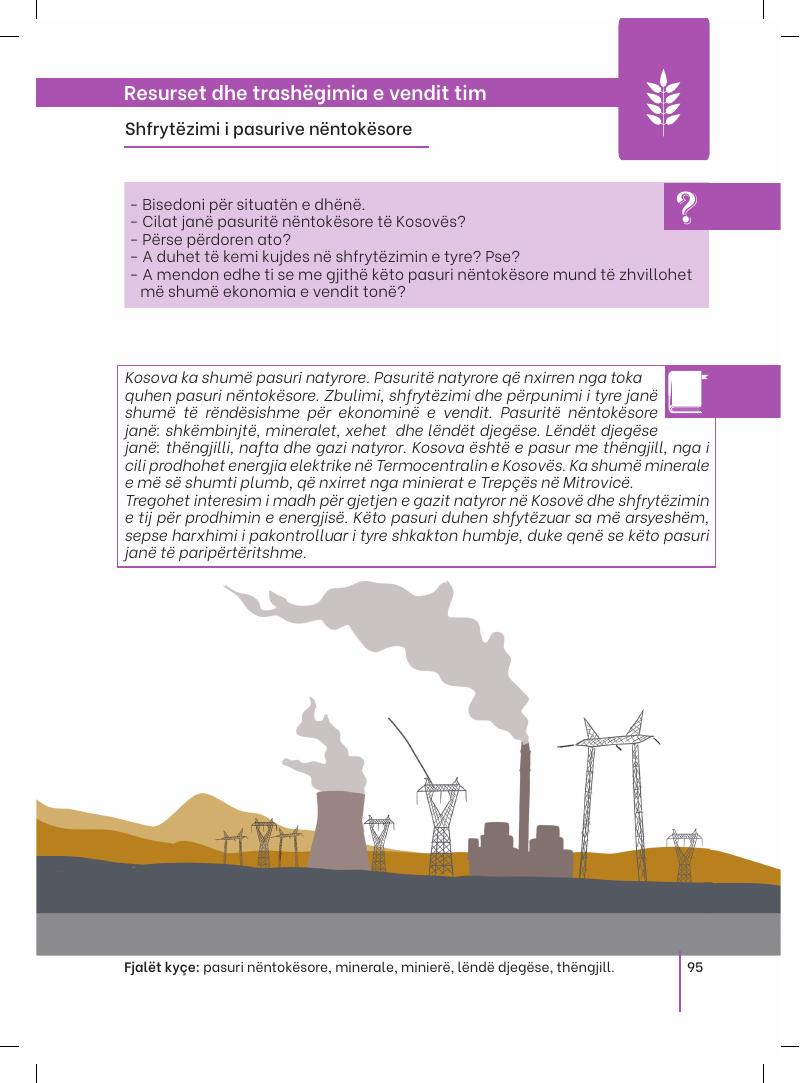 Resurset dhe trashëgimia e vendit tim
Shfrytëzimi i pasurive nëntokësore
- Bisedoni për situatën e dhënë.
- Cilat janë pasuritë nëntokësore të Kosovës?
- Përse përdoren ato?
- A duhet të kemi kujdes në shfrytëzimin e tyre? Pse?
- A mendon edhe ti se me gjithë këto pasuri nëntokësore mund të zhvillohet
më shumë ekonomia e vendit tonë?
?
Kosova ka shumë pasuri natyrore. Pasuritë natyrore që nxirren nga toka
quhen pasuri nëntokësore. Zbulimi, shfrytëzimi dhe përpunimi i tyre janë
shumë të rëndësishme për ekonominë e vendit. Pasuritë nëntokësore
janë: shkëmbinjtë, mineralet, xehet dhe lëndët djegëse. Lëndët djegëse
janë: thëngjilli, nafta dhe gazi natyror. Kosova është e pasur me thëngjill, nga i
cili prodhohet energjia elektrike në Termocentralin e Kosovës. Ka shumë minerale
e më së shumti plumb, që nxirret nga minierat e Trepçës në Mitrovicë.
Tregohet interesim i madh për gjetjen e gazit natyror në Kosovë dhe shfrytëzimin
e tij për prodhimin e energjisë. Këto pasuri duhen shfytëzuar sa më arsyeshëm,
sepse harxhimi i pakontrolluar i tyre shkakton humbje, duke qenë se këto pasuri
janë të paripërtëritshme.
Fjalët kyçe: pasuri nëntokësore, minerale, minierë, lëndë djegëse, thëngjill.
95